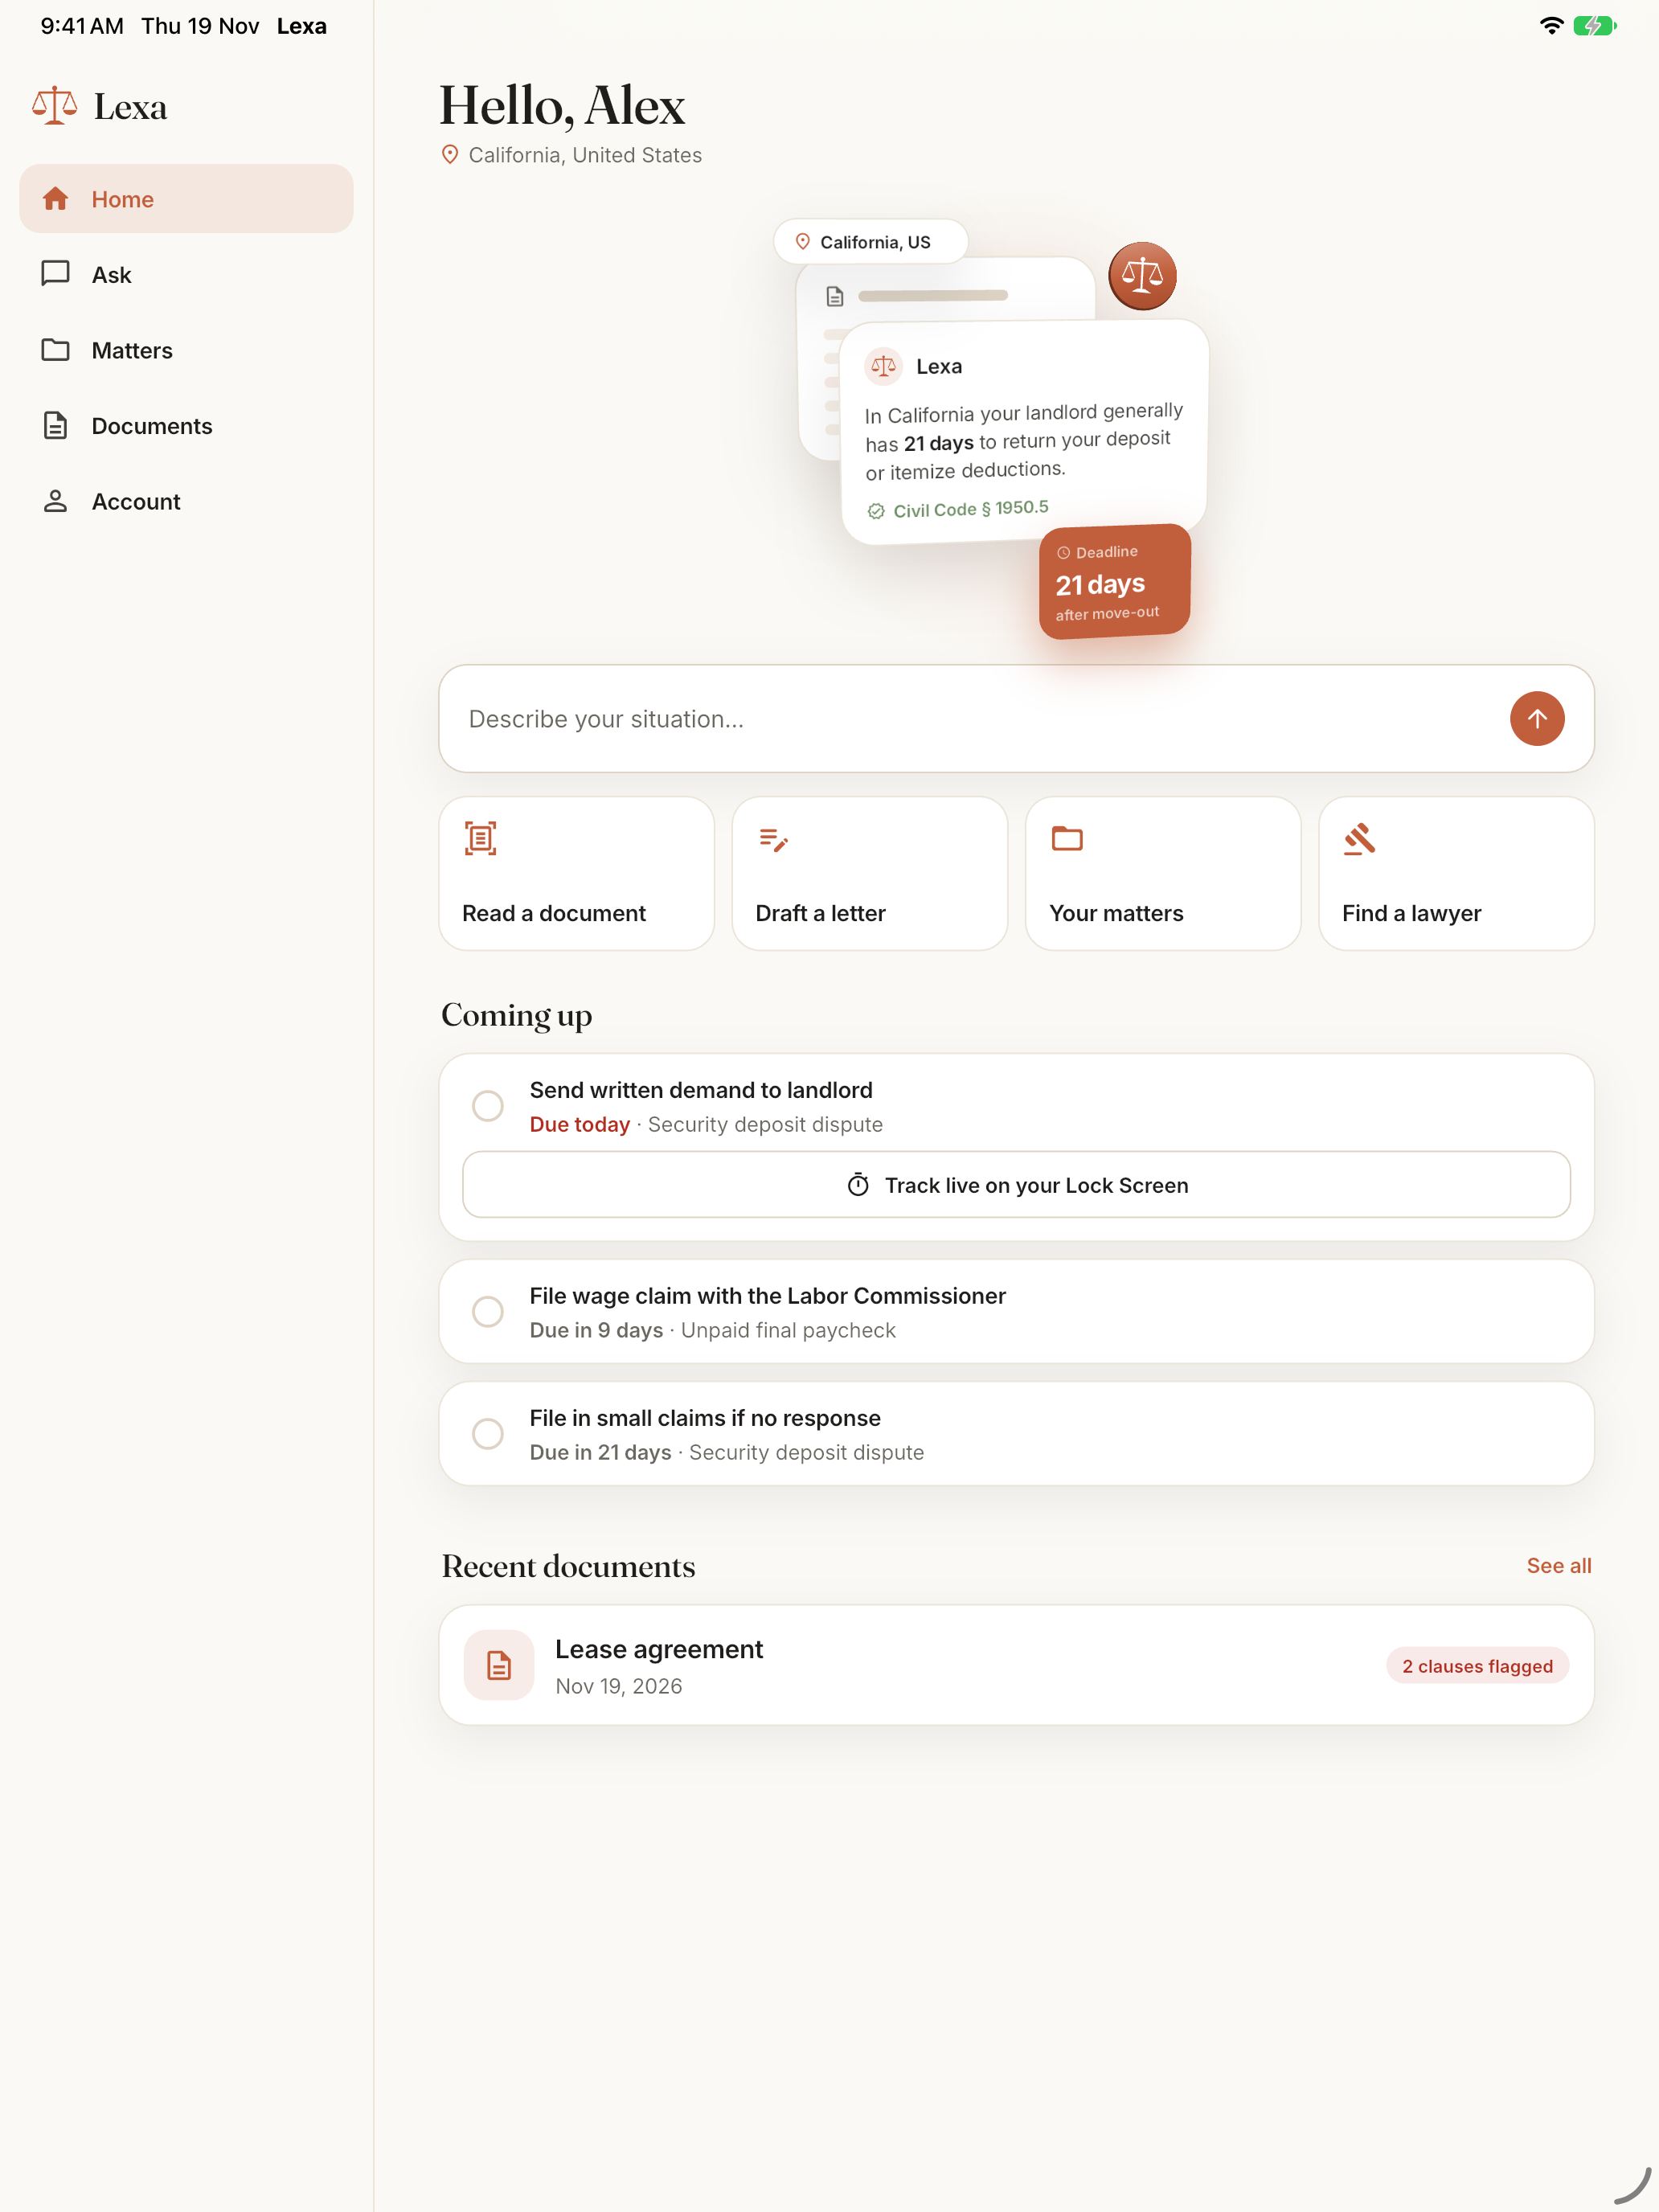 9:41 AM Thu 19 Nov Lexa
Lexa
Home
Ask
Matters
Documents
Account
Hello, Alex
California, United States
California, US
Lexa
In California your landlord generally
has 21 days to return your deposit
or itemize deductions.
Civil Code § 1950.5
Deadline
21 days
after move-out
Describe your situation...
Read a document
Draft a letter
Your matters
Find a lawyer
Coming up
Send written demand to landlord
Due today · Security deposit dispute
Track live on your Lock Screen
File wage claim with the Labor Commissioner
Due in 9 days · Unpaid final paycheck
File in small claims if no response
Due in 21 days · Security deposit dispute
Recent documents
See all
Lease agreement
Nov 19, 2026
2 clauses flagged